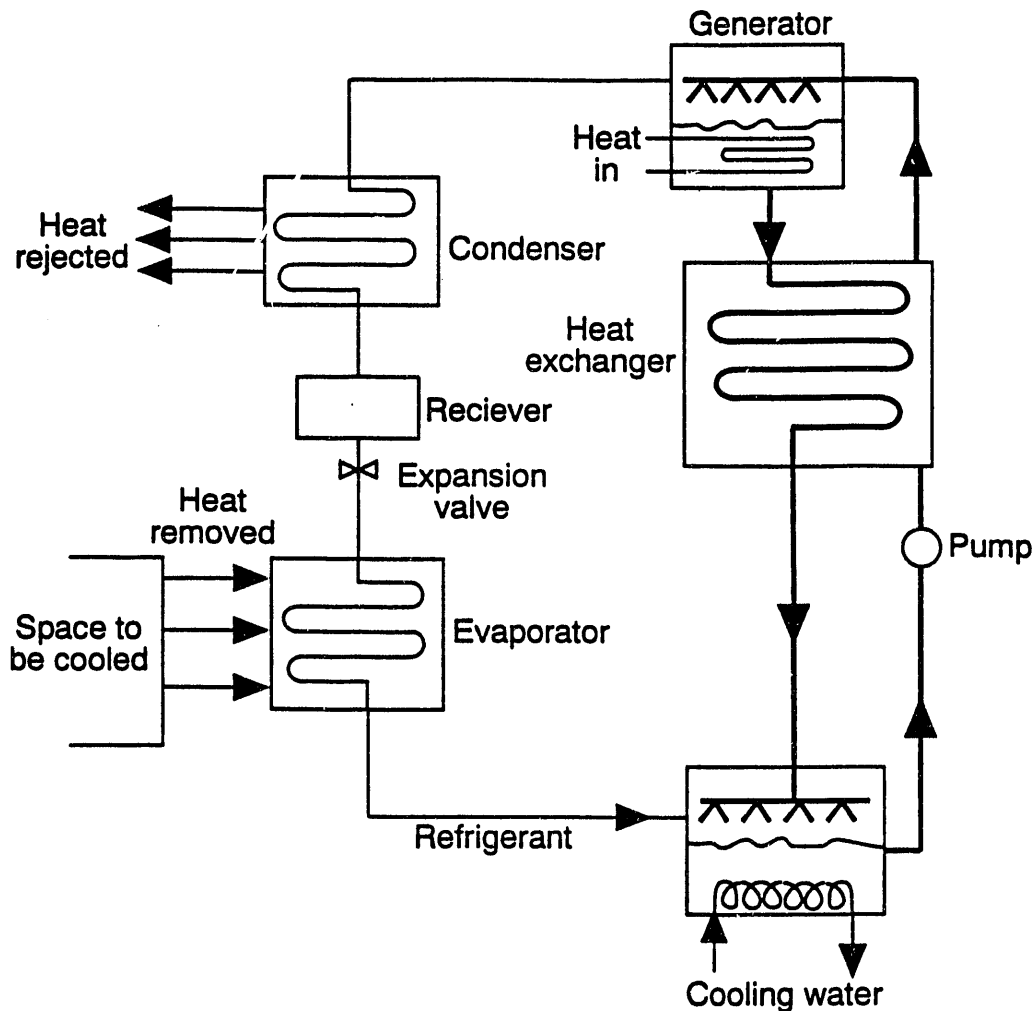 Generator
Heat
in
Heat
rejected
Condenser
Heat
exchanger
Reciever
Expansion
valve
Heat
removed
Pump
Space to
be cooled
Evaporator
Refrigerant
Cooling water